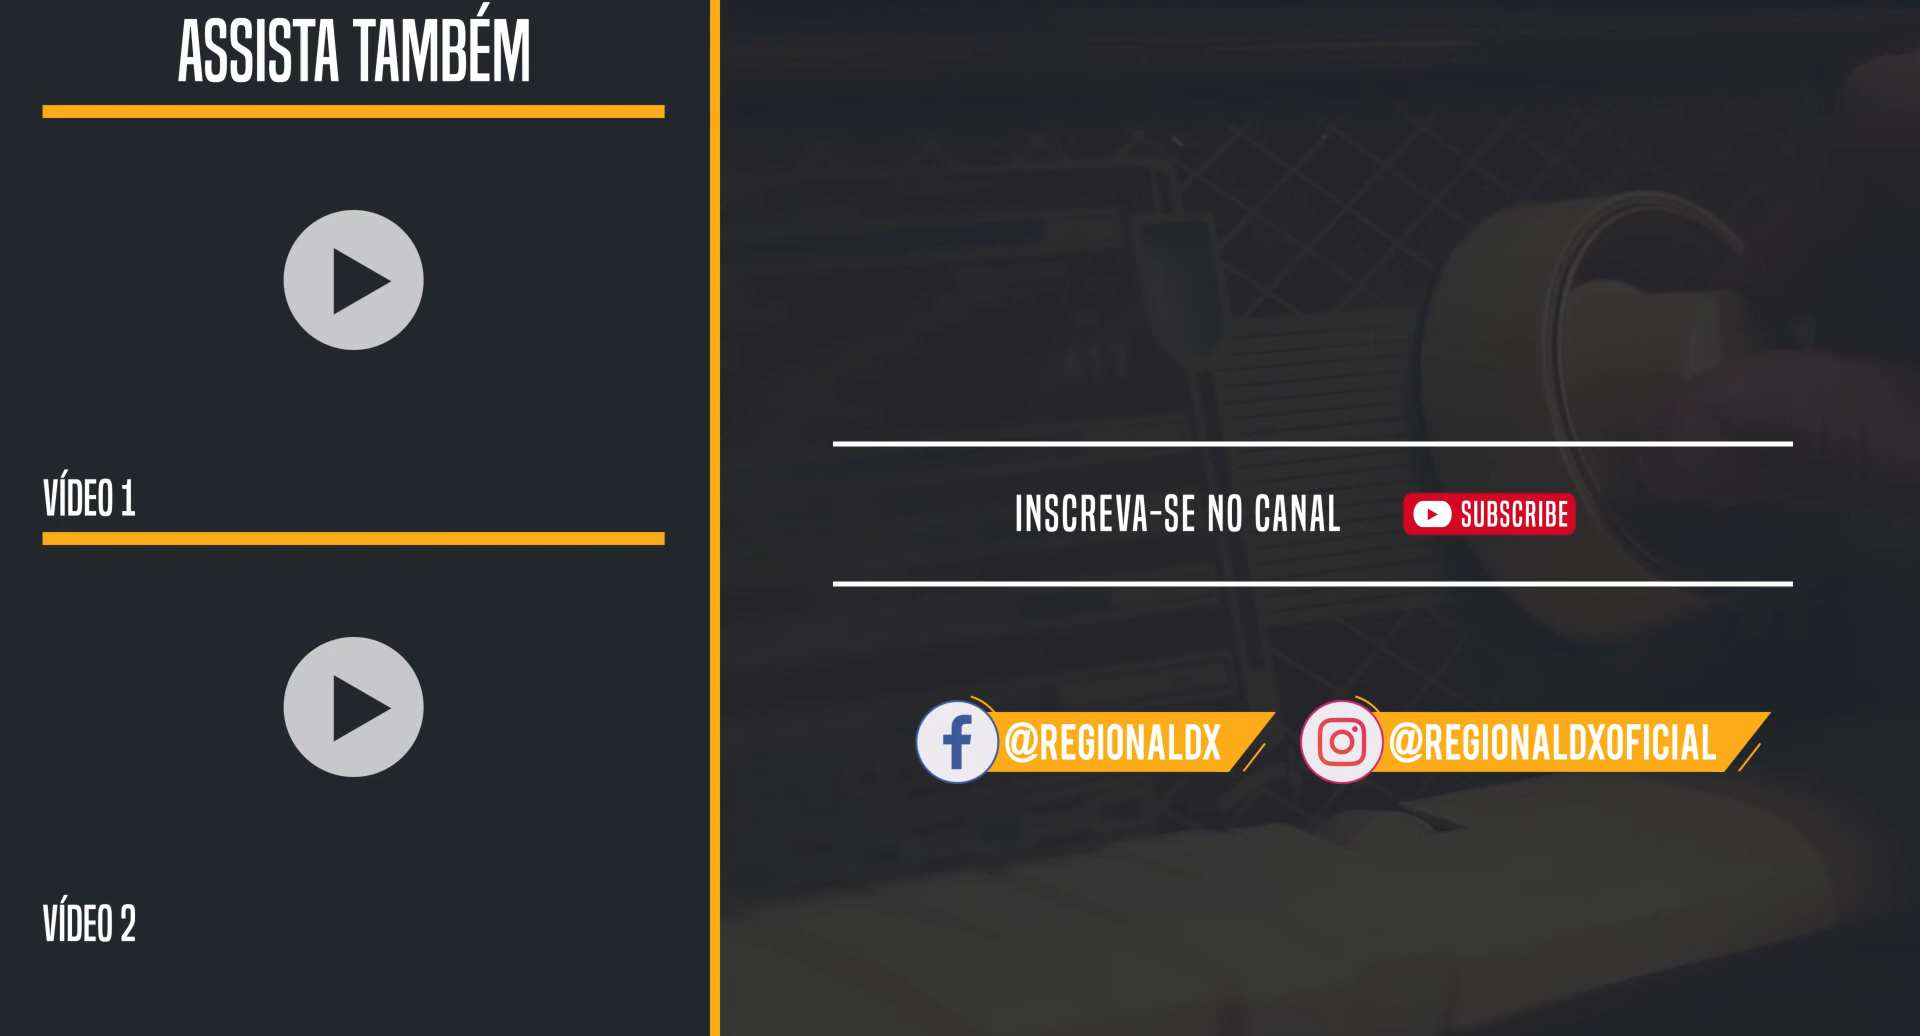 ASSISTA TAMBÉM
VÍDEO 1
VÍDEO 2
INSCREVA-SE NO CANAL
SUBSCRIBE
@REGIONALDX
@REGIONALDXOFICIAL